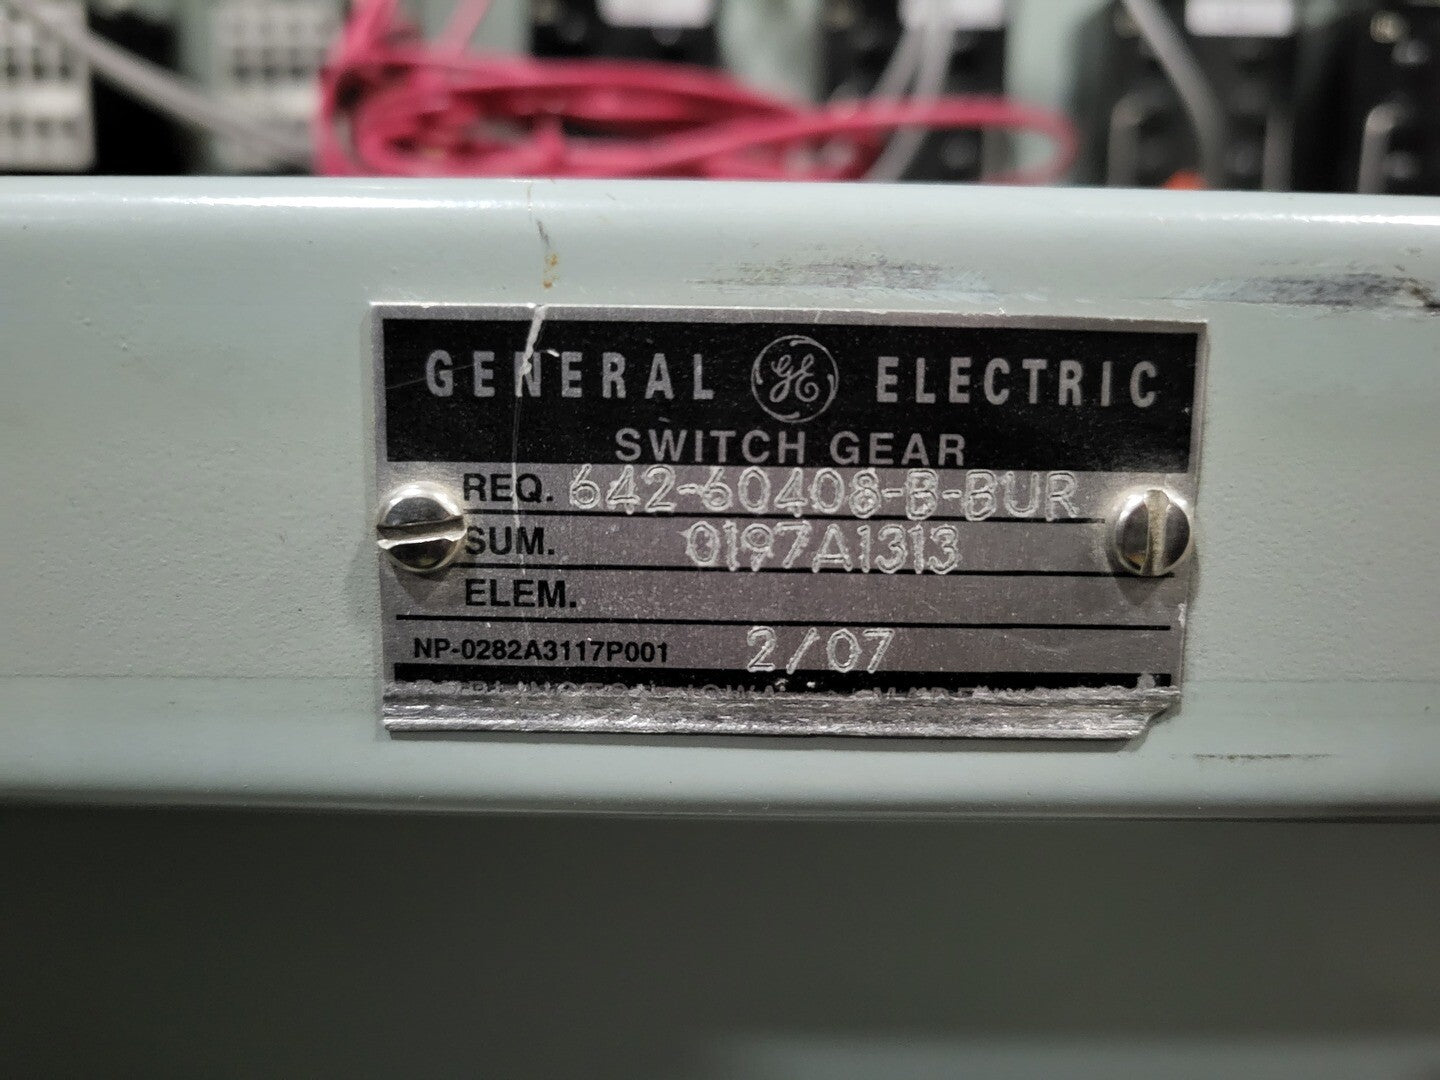 GENERAL GE ELECTRIC
SWITCH GEAR
REQ. 642-60408-B-BUR
SUM. 0197A1313
ELEM.
NP-0282A3117P001 2/07